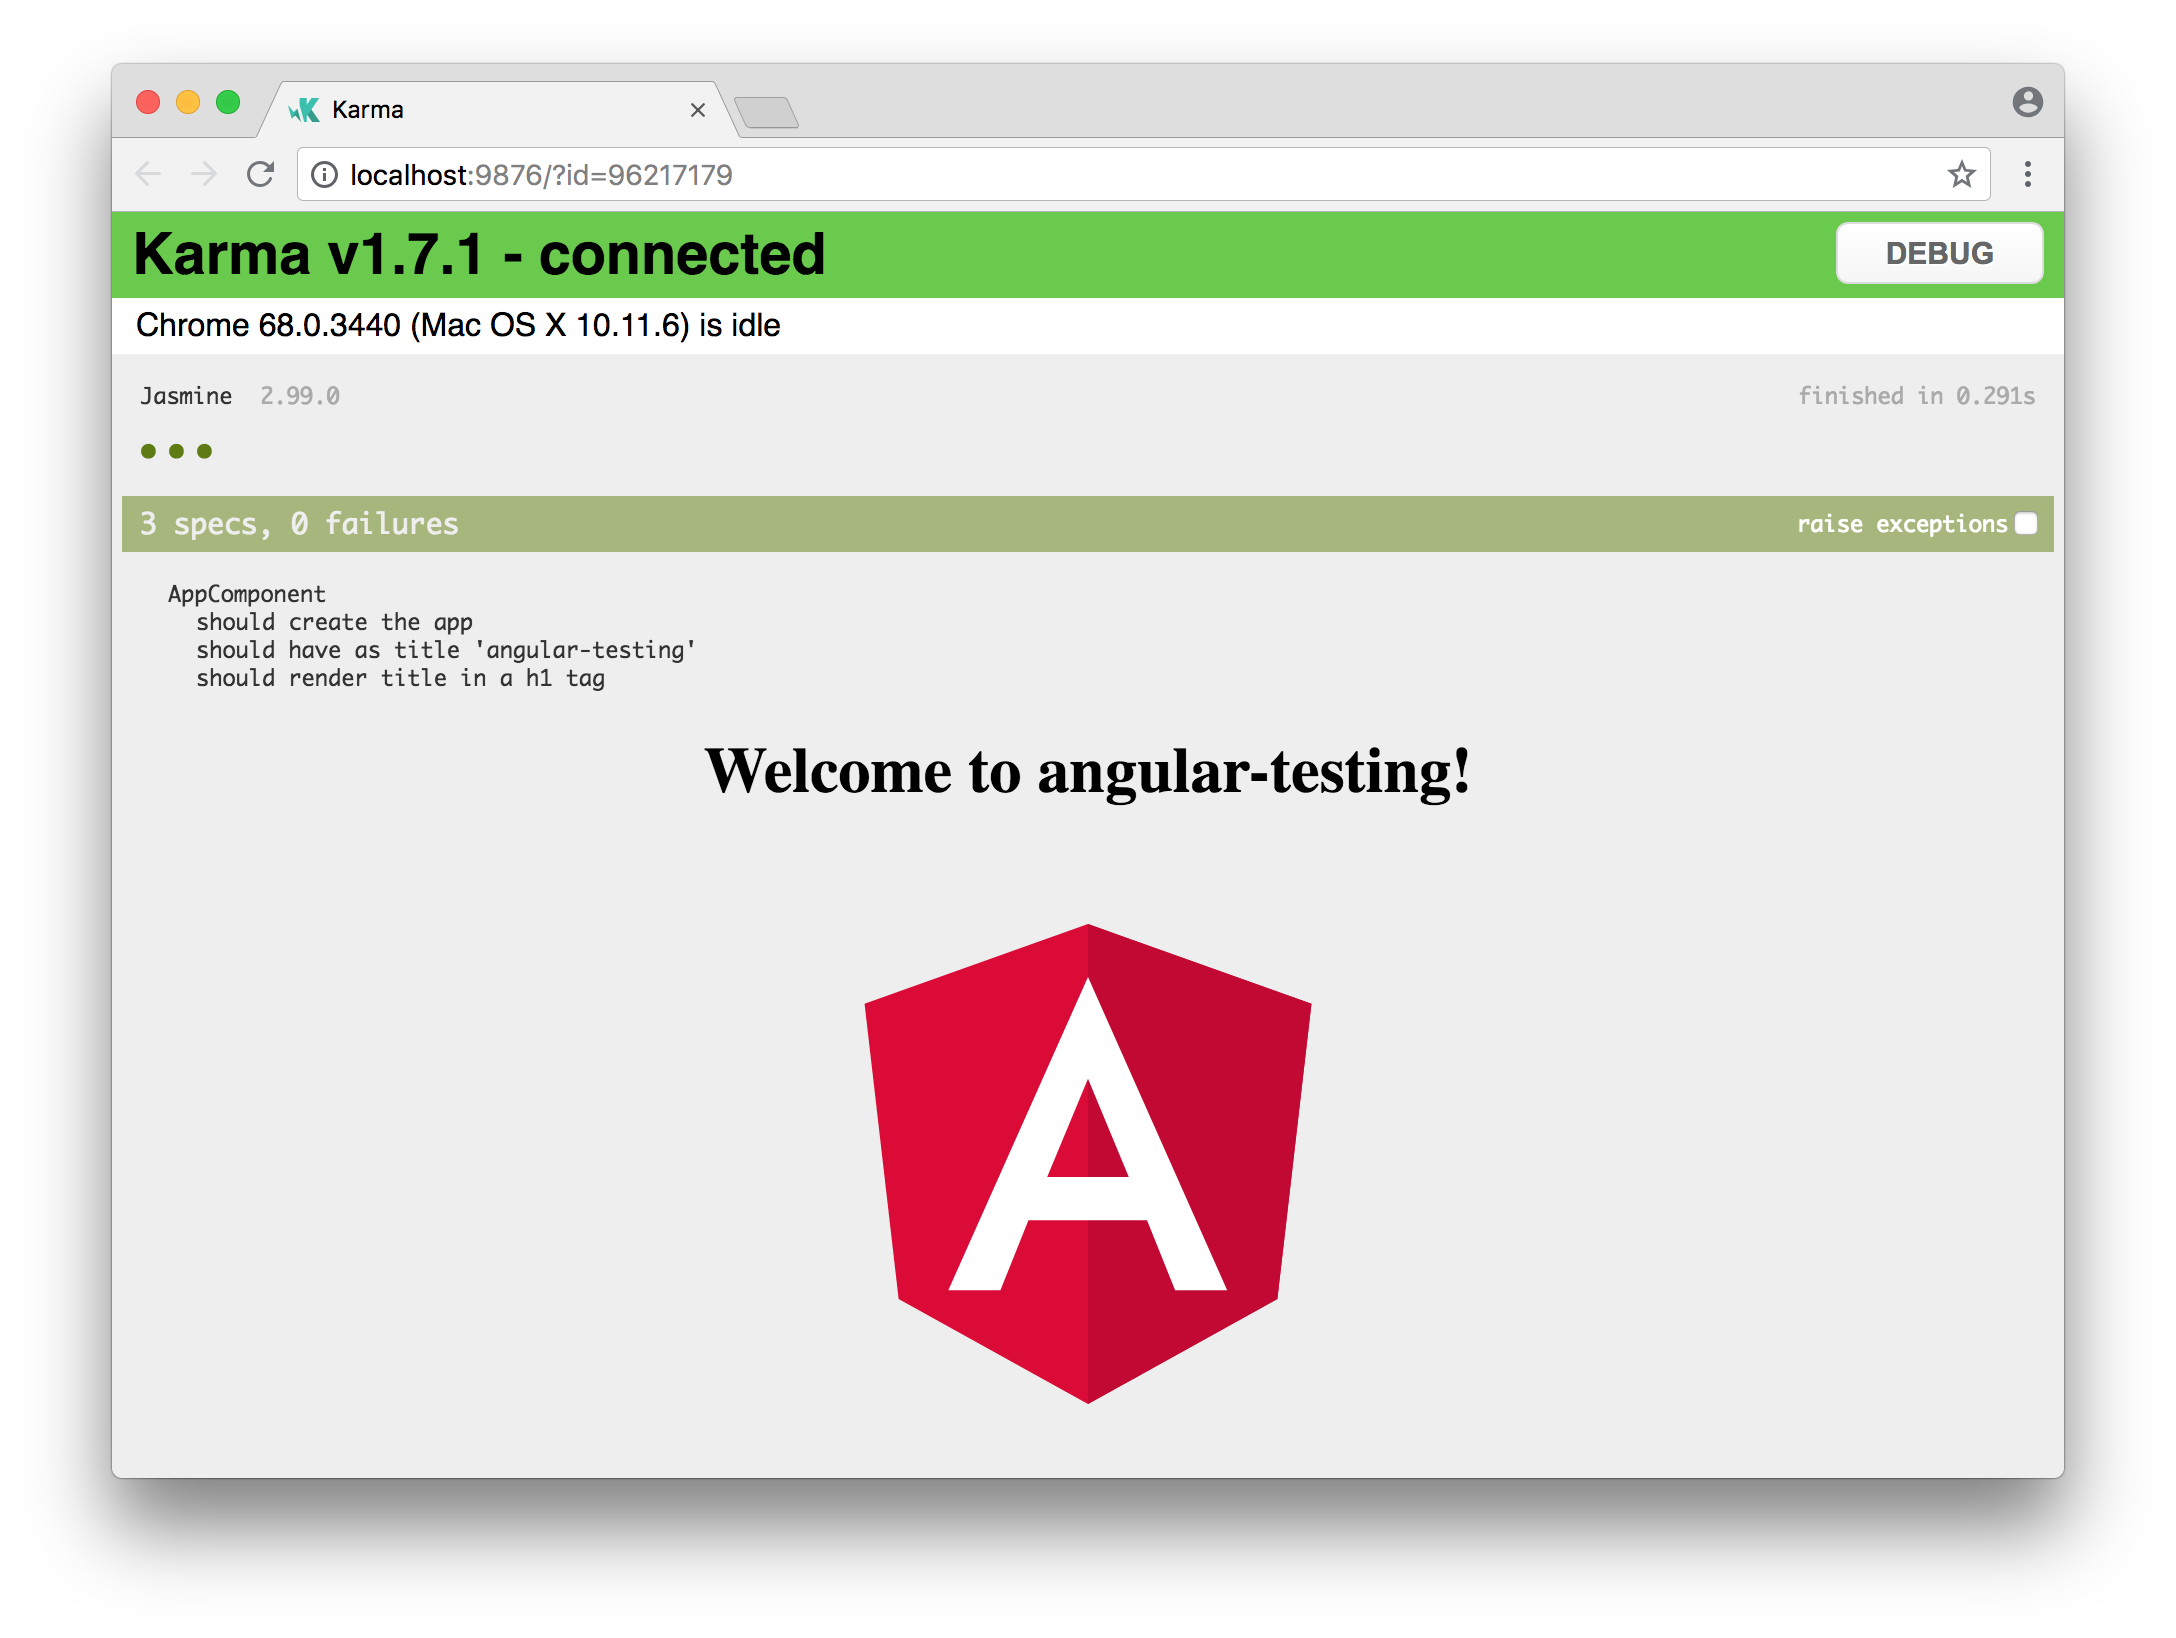 Karma
localhost:9876/?id=96217179
Karma v1.7.1 - connected
DEBUG
Chrome 68.0.3440 (Mac OS X 10.11.6) is idle
Jasmine 2.99.0
finished in 0.291s
3 specs, 0 failures
raise exceptions
AppComponent
should create the app
should have as title 'angular-testing'
should render title in a h1 tag
Welcome to angular-testing!
A